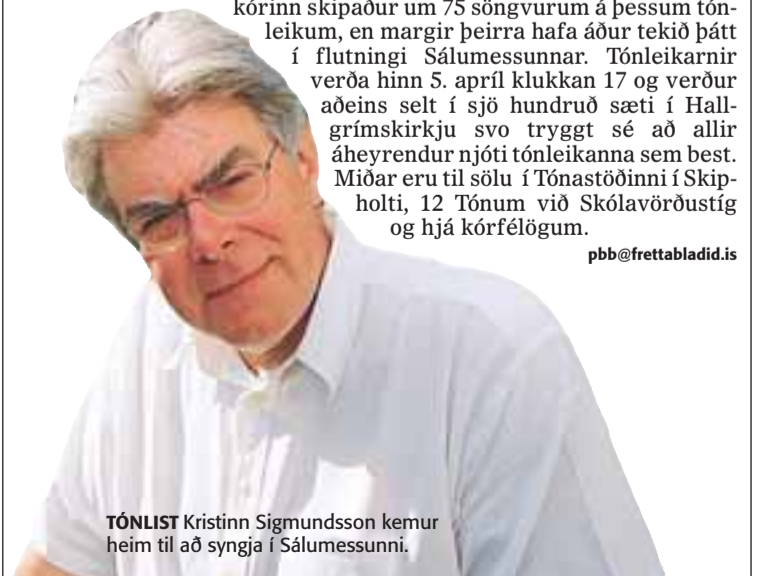 kórinn skipaður um 75 söngvurum á þessum tón-
leikum, en margir þeirra hafa áður tekið þátt
í flutningi Sálumessunnar. Tónleikarnir
verða hinn 5. apríl klukkan 17 og verður
aðeins selt í sjö hundruð sæti í Hall-
grímskirkju svo tryggt sé að allir
áheyrendur njóti tónleikanna sem best.
Miðar eru til sölu í Tónastöðinni í Skip-
holti, 12 Tónum við Skólavörðustíg
og hjá kórfélögum.
pbb@frettabladid.is
TÓNLIST Kristinn Sigmundsson kemur
heim til að syngja í Sálumessunni.